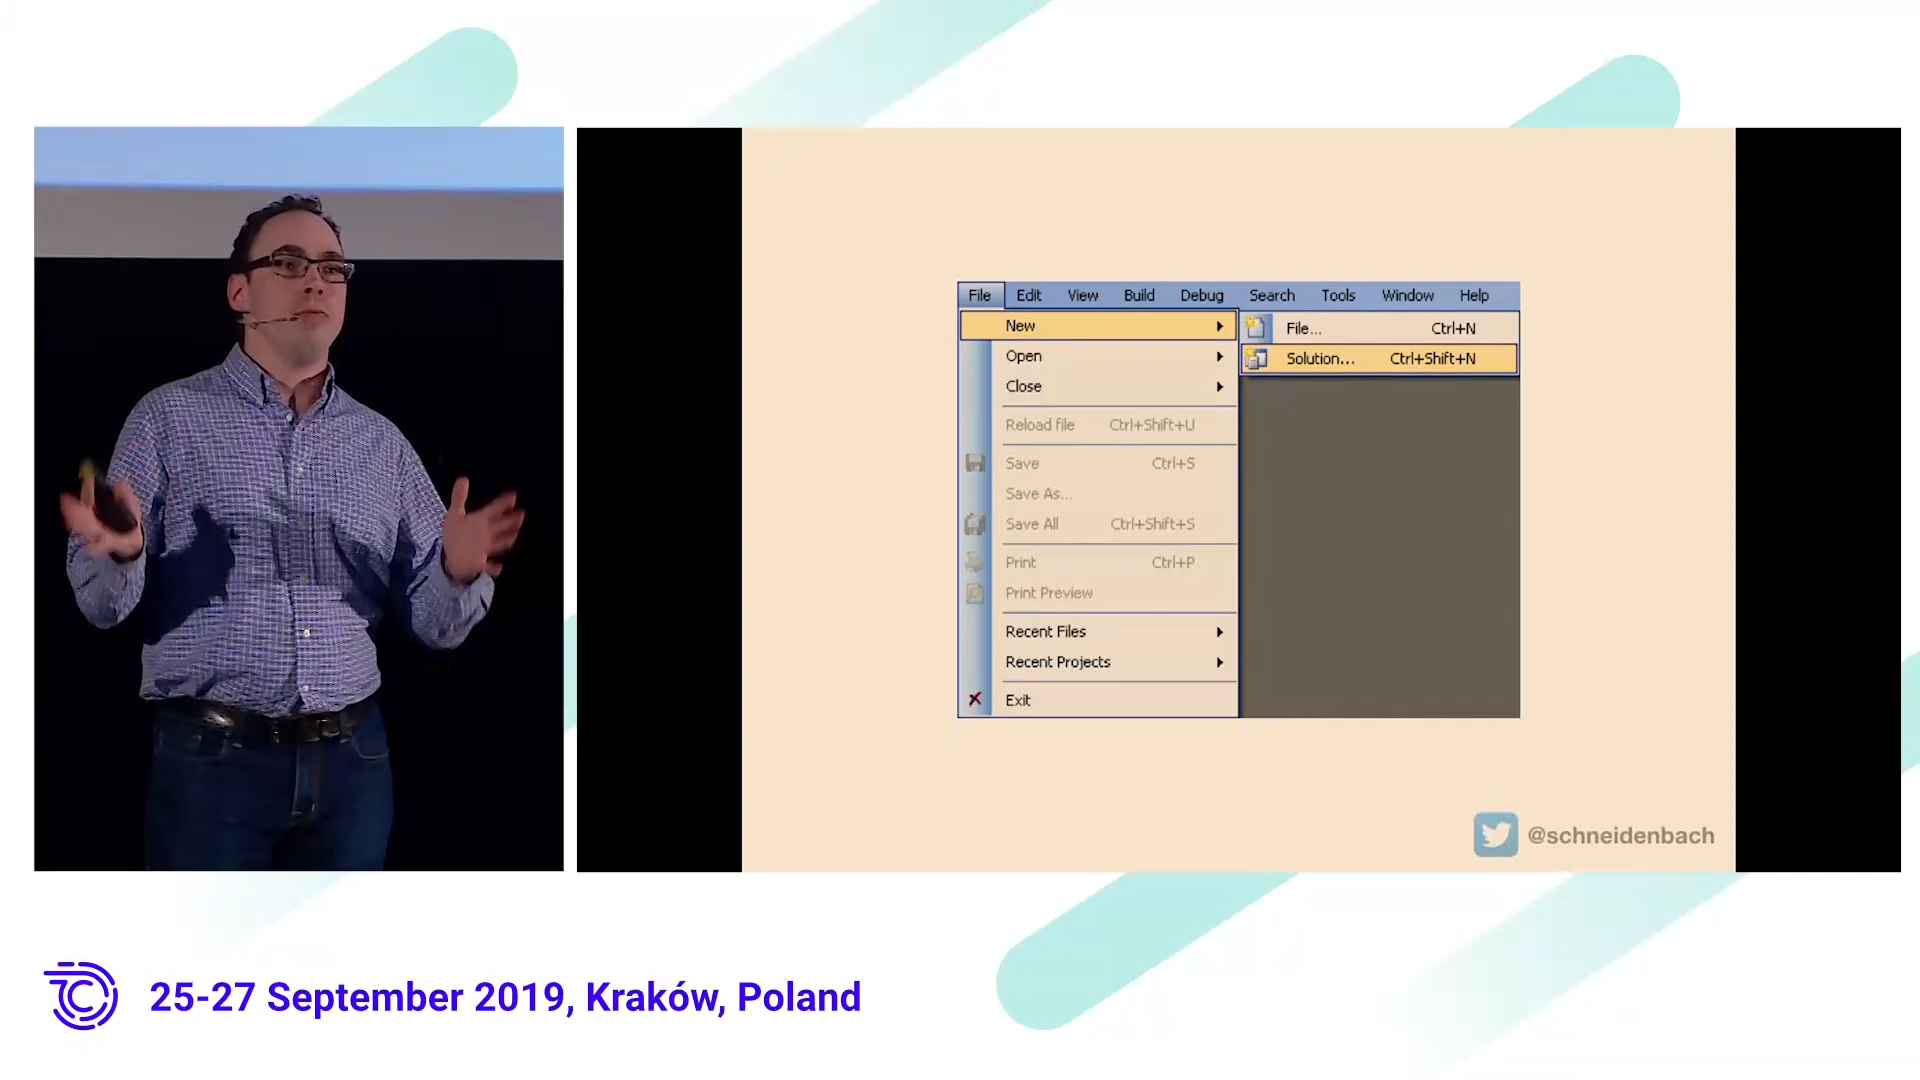 File Edit View Build Debug Search Tools Window Help
New
File... Ctrl+N
Open
Solution... Ctrl+Shift+N
Close
Reload file Ctrl+Shift+U
Save Ctrl+S
Save As...
Save All Ctrl+Shift+S
Print Ctrl+P
Print Preview
Recent Files
Recent Projects
Exit
@schneidenbach
25-27 September 2019, Kraków, Poland